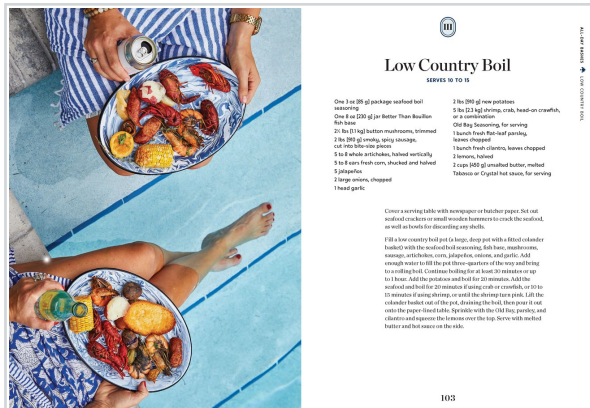 III
Low Country Boil
SERVES 10 TO 15
One 3 oz [85 g] package seafood boil
seasoning
One 8 oz [230 g] jar Better Than Bouillon
fish base
2½ lbs [1.1 kg] button mushrooms, trimmed
2 lbs [910 g] smoky, spicy sausage,
cut into bite-size pieces
5 to 8 whole artichokes, halved vertically
5 to 8 ears fresh corn, shucked and halved
5 jalapeños
2 large onions, chopped
1 head garlic
2 lbs [910 g] new potatoes
5 lbs [2.3 kg] shrimp, crab, head-on crawfish,
or a combination
Old Bay Seasoning, for serving
1 bunch fresh flat-leaf parsley,
leaves chopped
1 bunch fresh cilantro, leaves chopped
2 lemons, halved
2 cups [450 g] unsalted butter, melted
Tabasco or Crystal hot sauce, for serving
Cover a serving table with newspaper or butcher paper. Set out
seafood crackers or small wooden hammers to crack the seafood,
as well as bowls for discarding any shells.
Fill a low country boil pot (a large, deep pot with a fitted colander
basket) with the seafood boil seasoning, fish base, mushrooms,
sausage, artichokes, corn, jalapeños, onions, and garlic. Add
enough water to fill the pot three-quarters of the way and bring
to a rolling boil. Continue boiling for at least 30 minutes or up
to 1 hour. Add the potatoes and boil for 20 minutes. Add the
seafood and boil for 20 minutes if using crab or crawfish, or 10 to
15 minutes if using shrimp, or until the shrimp turn pink. Lift the
colander basket out of the pot, draining the boil, then pour it out
onto the paper-lined table. Sprinkle with the Old Bay, parsley, and
cilantro and squeeze the lemons over the top. Serve with melted
butter and hot sauce on the side.
103
ALL-DAY BASKING
LOW COUNTRY BOIL